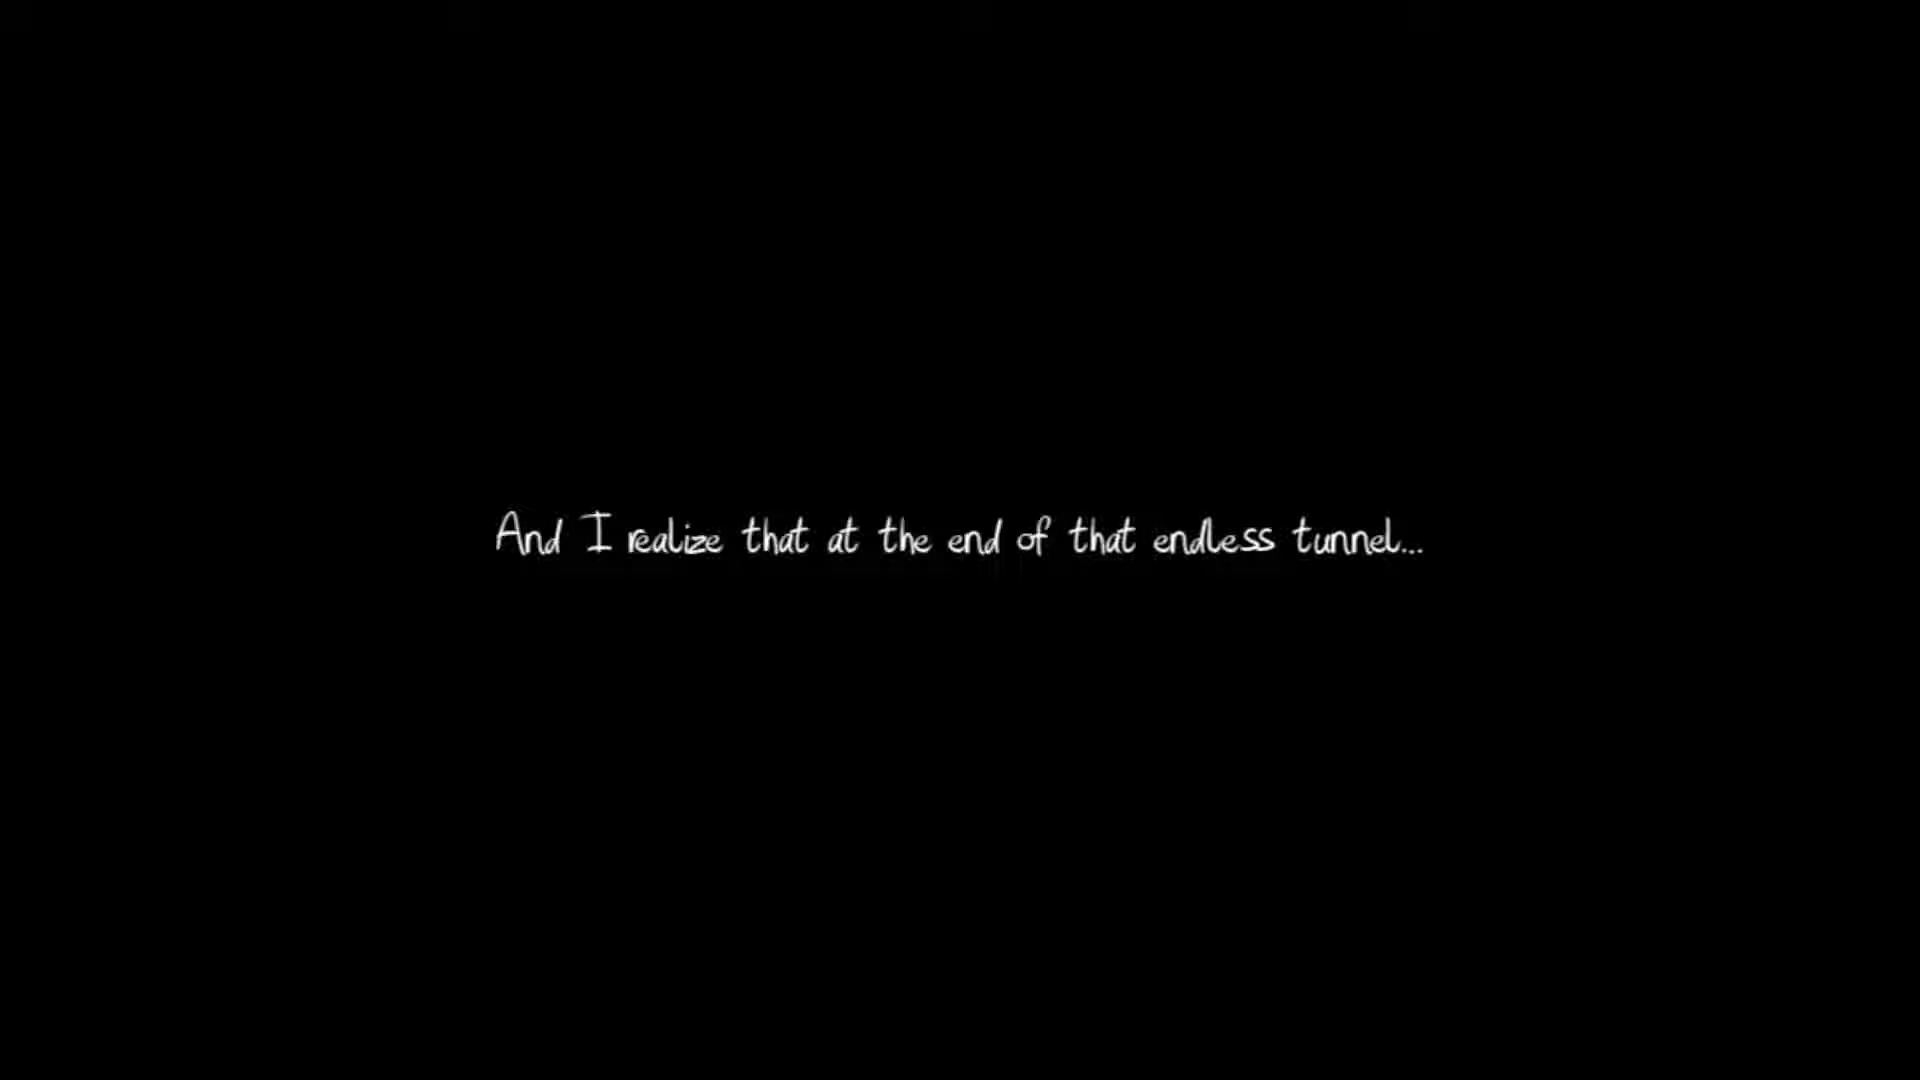 And I realize that at the end of that endless tunnel...